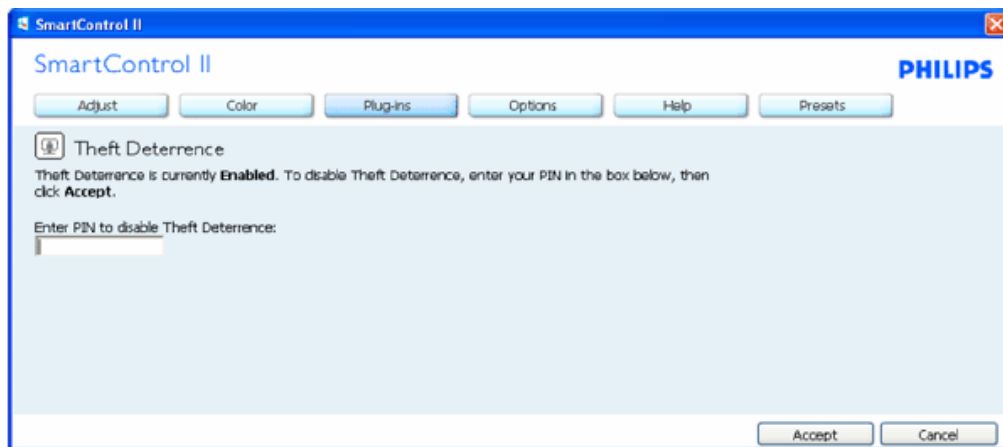 SmartControl II
SmartControl II
PHILIPS
Adjust Color Plug-ins Options Help Presets
Theft Deterrence
Theft Deterrence is currently Enabled. To disable Theft Deterrence, enter your PIN in the box below, then
click Accept.
Enter PIN to disable Theft Deterrence:
Accept Cancel